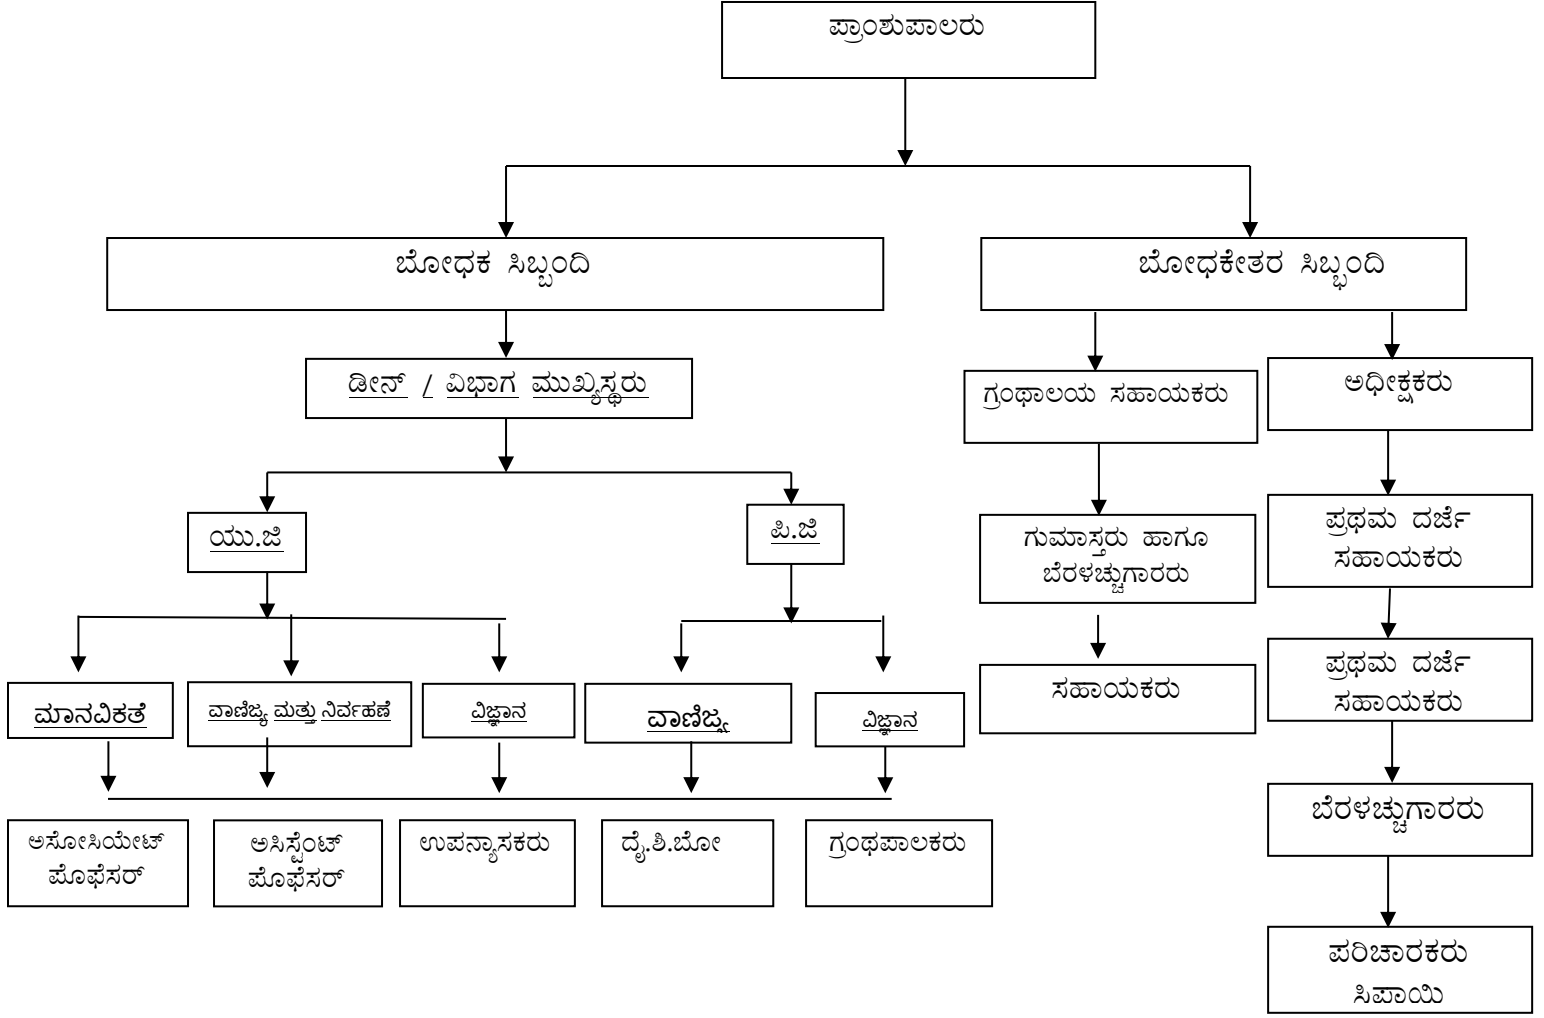 ಪ್ರಾಂಶುಪಾಲರು
ಬೋಧಕ ಸಿಬ್ಬಂದಿ
ಬೋಧಕೇತರ ಸಿಬ್ಭಂದಿ
ಡೀನ್ / ವಿಭಾಗ ಮುಖ್ಯಸ್ಥರು
ಗ್ರಂಥಾಲಯ ಸಹಾಯಕರು
ಅಧೀಕ್ಷಕರು
ಯು.ಜಿ
ಪಿ.ಜಿ
ಗುಮಾಸ್ತರು ಹಾಗೂ
ಬೆರಳಚ್ಚುಗಾರರು
ಪ್ರಥಮ ದರ್ಜೆ
ಸಹಾಯಕರು
ಮಾನವಿಕತೆ
ವಾಣಿಜ್ಯ ಮತ್ತು ನಿರ್ವಹಣೆ
ವಿಜ್ಞಾನ
ವಾಣಿಜ್ಯ
ವಿಜ್ಞಾನ
ಸಹಾಯಕರು
ಪ್ರಥಮ ದರ್ಜೆ
ಸಹಾಯಕರು
ಅಸೋಸಿಯೇಟ್
ಪೊಫೆಸರ್
ಅಸಿಸ್ಟೆಂಟ್
ಪೊಫೆಸರ್
ಉಪನ್ಯಾಸಕರು
ದೈ.ಶಿ.ಬೋ
ಗ್ರಂಥಪಾಲಕರು
ಬೆರಳಚ್ಚುಗಾರರು
ಪರಿಚಾರಕರು
ಸಿಪಾಯಿ